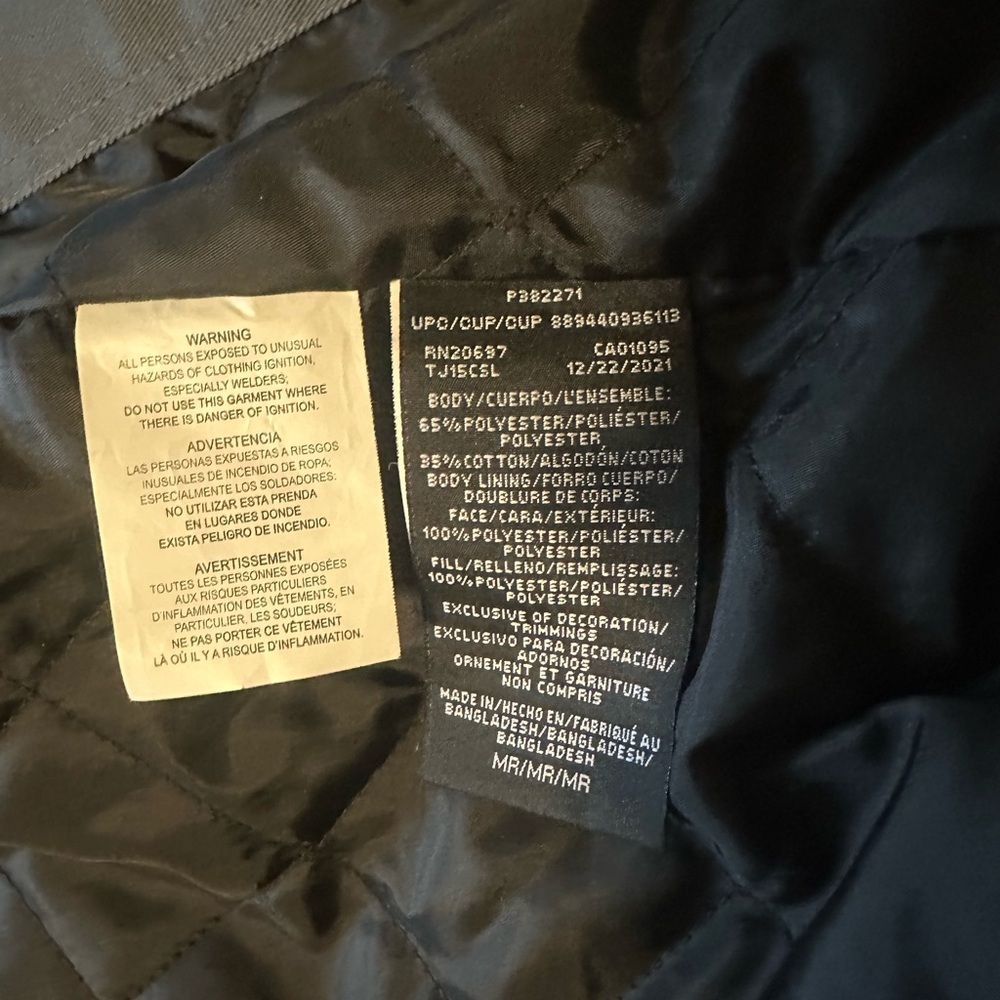 WARNING
ALL PERSONS EXPOSED TO UNUSUAL
HAZARDS OF CLOTHING IGNITION,
ESPECIALLY WELDERS;
DO NOT USE THIS GARMENT WHERE
THERE IS DANGER OF IGNITION.
ADVERTENCIA
LAS PERSONAS EXPUESTAS A RIESGOS
INUSUALES DE INCENDIO DE ROPA;
ESPECIALMENTE LOS SOLDADORES:
NO UTILIZAR ESTA PRENDA
EN LUGARES DONDE
EXISTA PELIGRO DE INCENDIO.
AVERTISSEMENT
TOUTES LES PERSONNES EXPOSÉES
AUX RISQUES PARTICULIERS
D'INFLAMMATION DES VÊTEMENTS, EN
PARTICULIER, LES SOUDEURS;
NE PAS PORTER CE VÊTEMENT
LÀ OÙ IL Y A RISQUE D'INFLAMMATION.
P382271
UPC/CUP/CUP 889440936113
RN20697 CA01095
TJ15CSL 12/22/2021
BODY/CUERPO/L'ENSEMBLE:
65%POLYESTER/POLIÉSTER/
POLYESTER,
35%COTTON/ALGODÓN/COTON
BODY LINING/FORRO CUERPO/
DOUBLURE DE CORPS:
FACE/CARA/EXTÉRIEUR:
100%POLYESTER/POLIÉSTER/
POLYESTER
FILL/RELLENO/REMPLISSAGE:
100%POLYESTER/POLIÉSTER/
POLYESTER
EXCLUSIVE OF DECORATION/
TRIMMINGS
EXCLUSIVO PARA DECORACIÓN/
ADORNOS
ORNEMENT ET GARNITURE
NON COMPRIS
MADE IN/HECHO EN/FABRIQUÉ AU
BANGLADESH/BANGLADESH/
BANGLADESH
MR/MR/MR